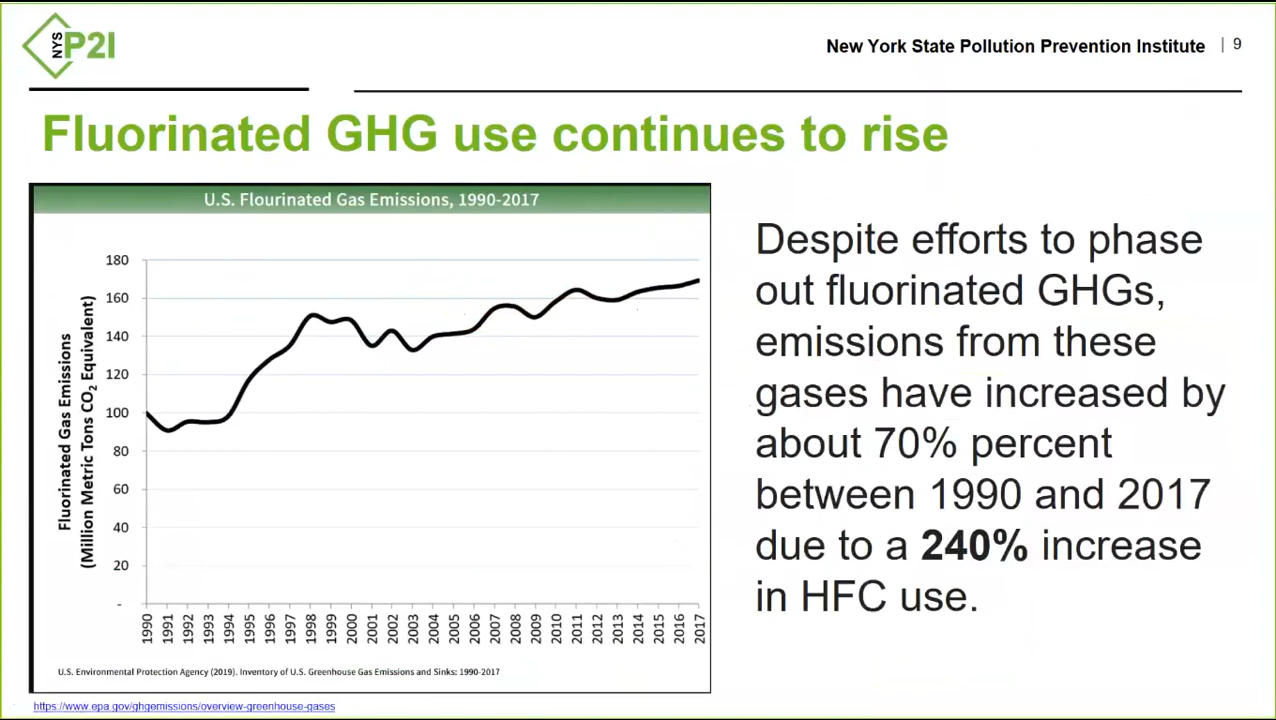 NYS P2I
New York State Pollution Prevention Institute | 9
Fluorinated GHG use continues to rise
U.S. Flourinated Gas Emissions, 1990-2017
Fluorinated Gas Emissions
(Million Metric Tons CO₂ Equivalent)
180
160
140
120
100
80
60
40
20
-
1990 1991 1992 1993 1994 1995 1996 1997 1998 1999 2000 2001 2002 2003 2004 2005 2006 2007 2008 2009 2010 2011 2012 2013 2014 2015 2016 2017
U.S. Environmental Protection Agency (2019). Inventory of U.S. Greenhouse Gas Emissions and Sinks: 1990-2017
https://www.epa.gov/ghgemissions/overview-greenhouse-gases
Despite efforts to phase
out fluorinated GHGs,
emissions from these
gases have increased by
about 70% percent
between 1990 and 2017
due to a 240% increase
in HFC use.